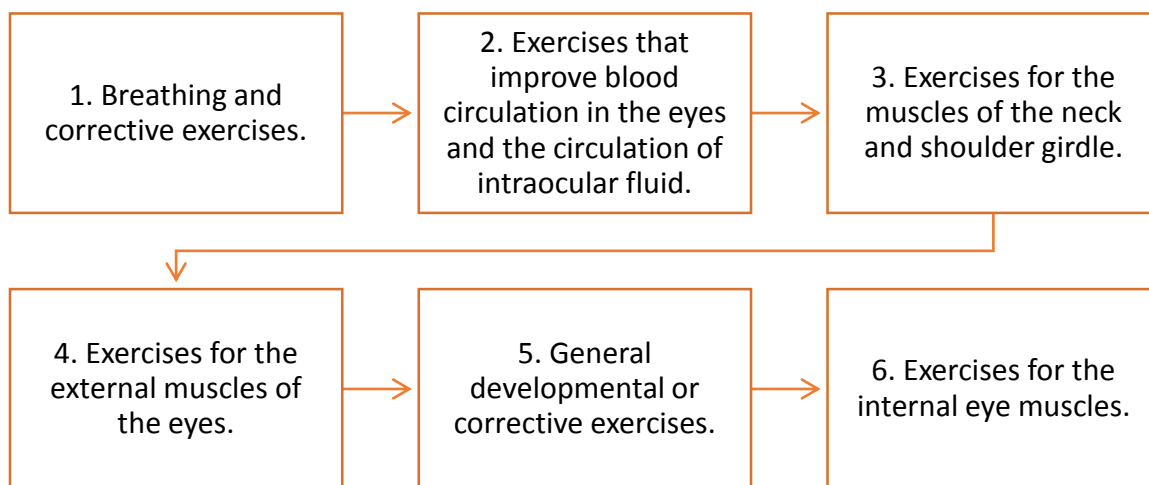 1. Breathing and
corrective exercises.
2. Exercises that
improve blood
circulation in the eyes
and the circulation of
intraocular fluid.
3. Exercises for the
muscles of the neck
and shoulder girdle.
4. Exercises for the
external muscles of
the eyes.
5. General
developmental or
corrective exercises.
6. Exercises for the
internal eye muscles.